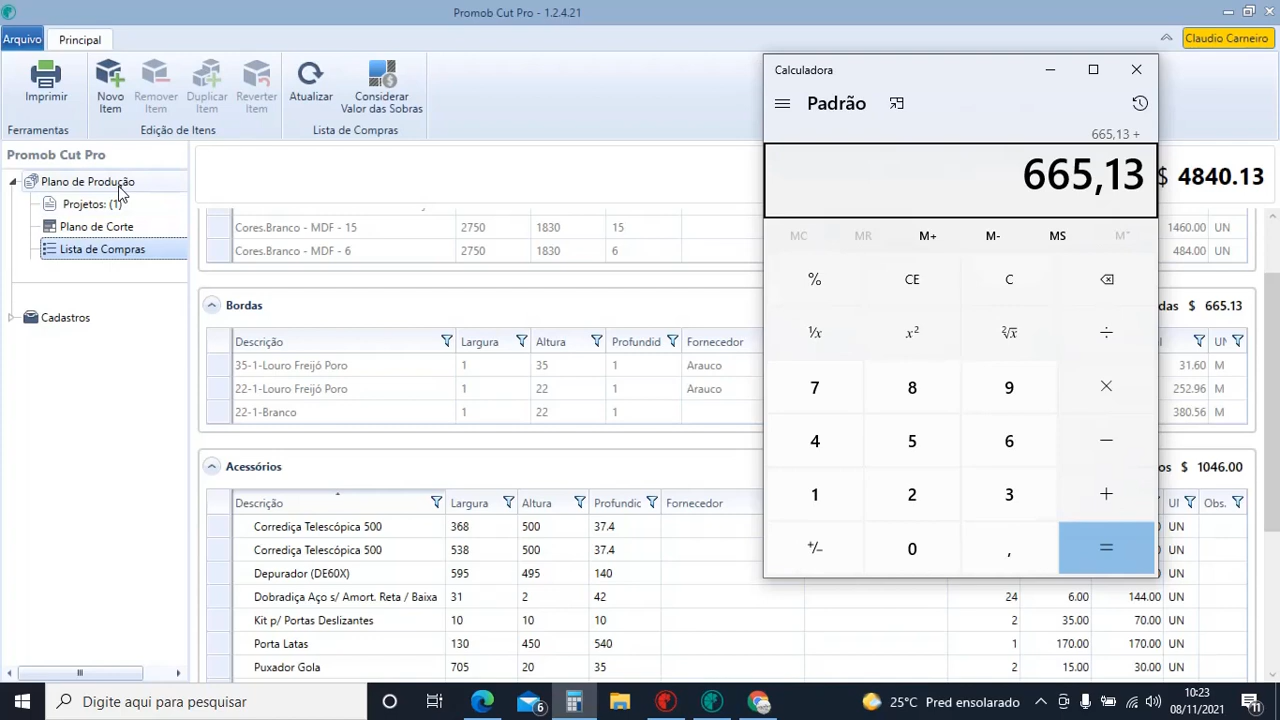 Promob Cut Pro - 1.2.4.21
Arquivo Principal Claudio Carneiro
Imprimir Novo Item Remover Item Duplicar Item Reverter Item Atualizar Considerar Valor das Sobras
Ferramentas Edição de Itens Lista de Compras
Promob Cut Pro
Plano de Produção
Projetos: (1)
Plano de Corte
Lista de Compras
Cadastros
$ 4840.13
Cores.Branco - MDF - 15 2750 1830 15 1460.00 UN
Cores.Branco - MDF - 6 2750 1830 6 484.00 UN
Bordas das $ 665.13
Descrição Largura Altura Profundid Fornecedor
35-1-Louro Freijó Poro 1 35 1 Arauco 31.60 M
22-1-Louro Freijó Poro 1 22 1 Arauco 252.96 M
22-1-Branco 1 22 1 380.56 M
Acessórios os $ 1046.00
Descrição Largura Altura Profundic Fornecedor UI Obs.
Corrediça Telescópica 500 368 500 37.4 UN
Corrediça Telescópica 500 538 500 37.4 UN
Depurador (DE60X) 595 495 140 UN
Dobradiça Aço s/ Amort. Reta / Baixa 31 2 42 24 6.00 144.00 UN
Kit p/ Portas Deslizantes 10 10 10 2 35.00 70.00 UN
Porta Latas 130 450 540 1 170.00 170.00 UN
Puxador Gola 705 20 35 2 15.00 30.00 UN
Calculadora
Padrão
665,13 +
665,13
MC MR M+ M- MS M˅
% CE C
¹/x x² ²√x ÷
7 8 9 ×
4 5 6 −
1 2 3 +
+/− 0 , =
Digite aqui para pesquisar 6 25°C Pred ensolarado 10:23
08/11/2021 11